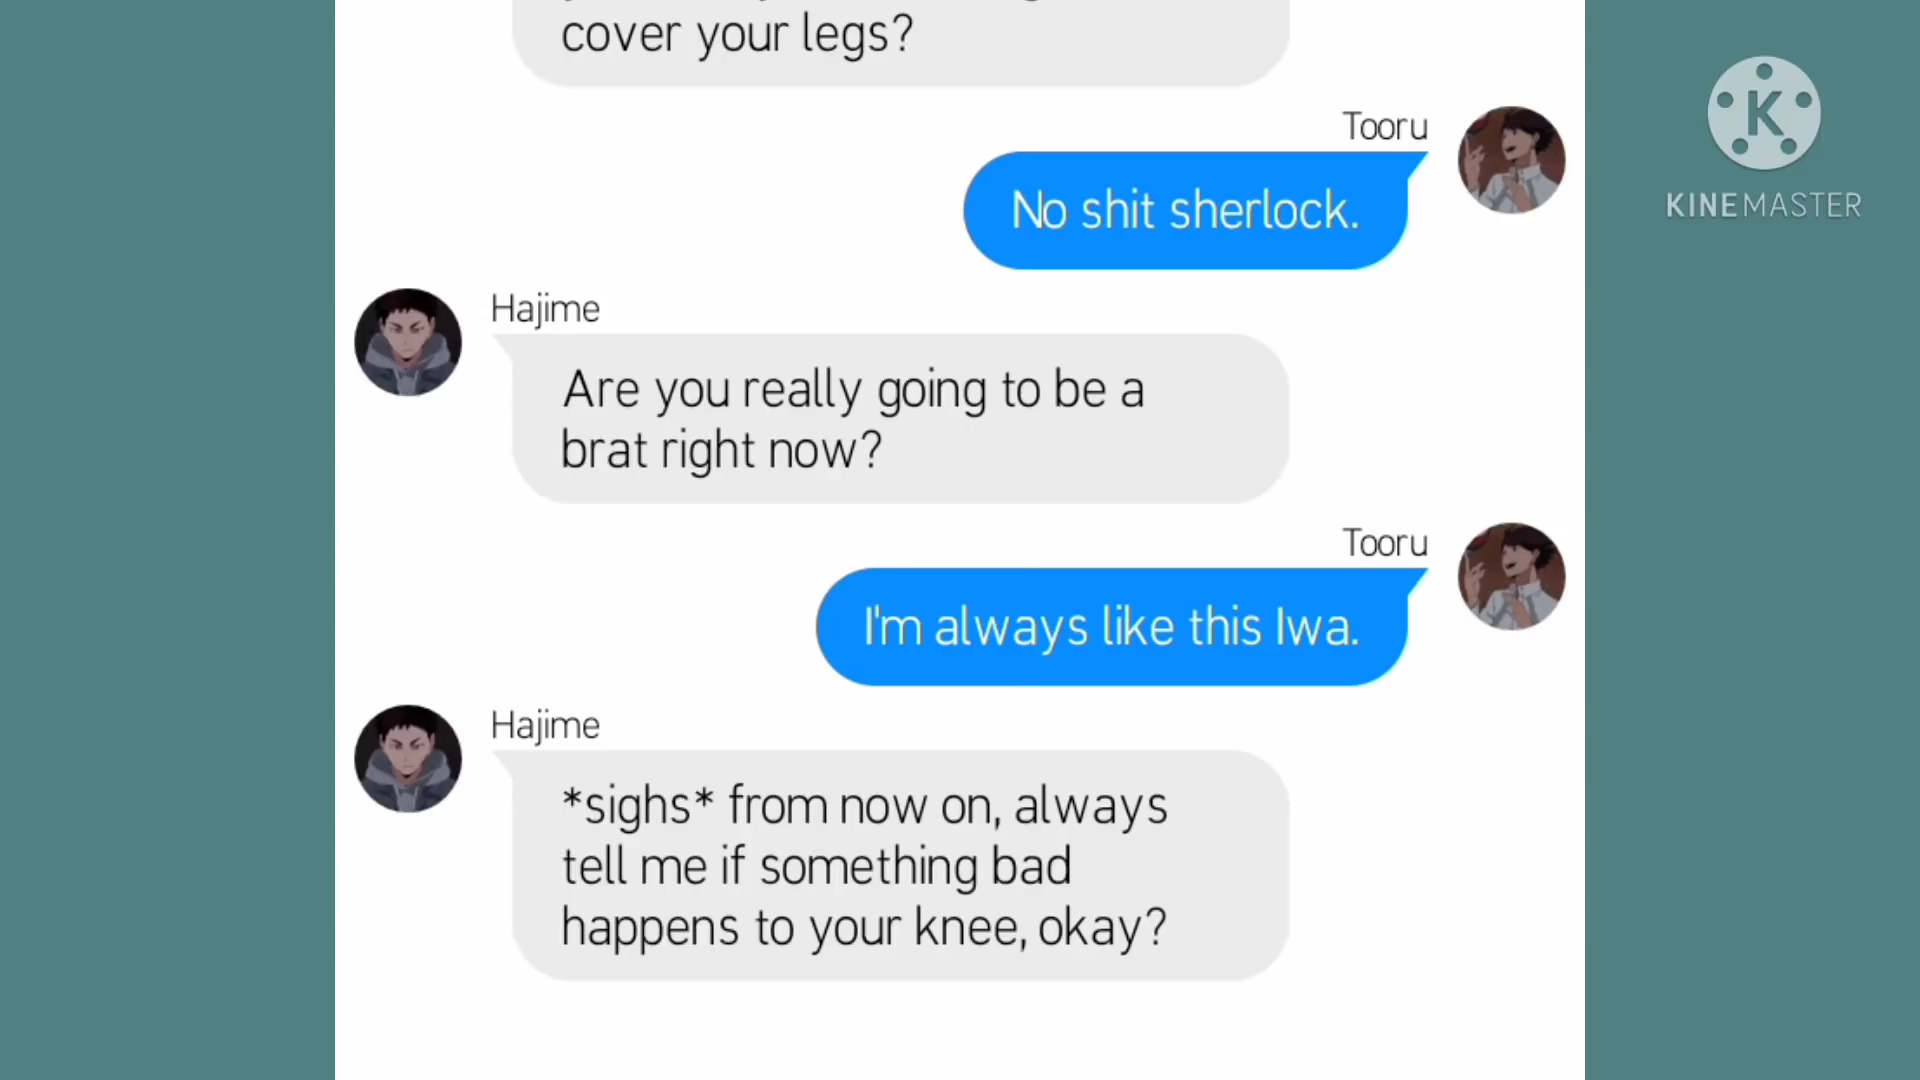 cover your legs?
Tooru
No shit sherlock.
Hajime
Are you really going to be a
brat right now?
Tooru
I'm always like this Iwa.
Hajime
*sighs* from now on, always
tell me if something bad
happens to your knee, okay?
K
KINEMASTER